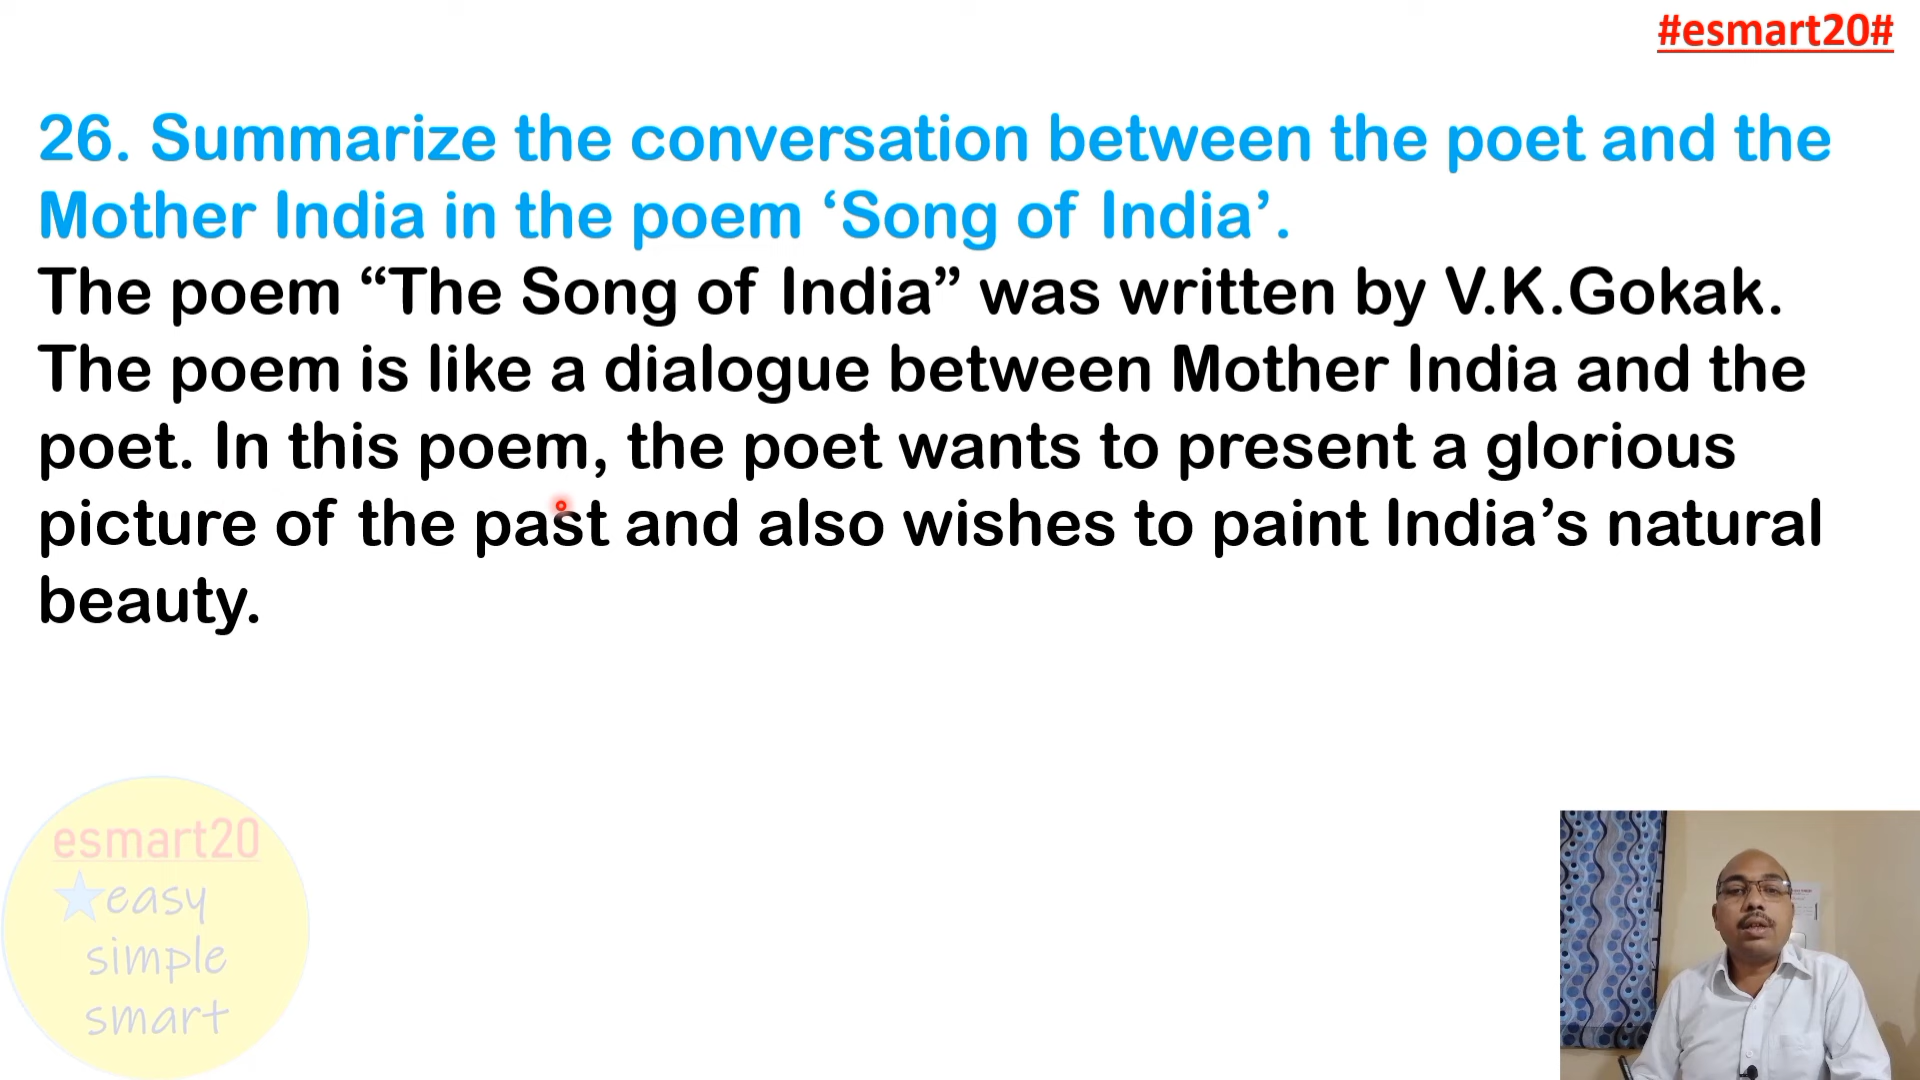 #esmart20#
26. Summarize the conversation between the poet and the
Mother India in the poem ‘Song of India’.
The poem “The Song of India” was written by V.K.Gokak.
The poem is like a dialogue between Mother India and the
poet. In this poem, the poet wants to present a glorious
picture of the past and also wishes to paint India’s natural
beauty.
esmart20
easy
simple
smart